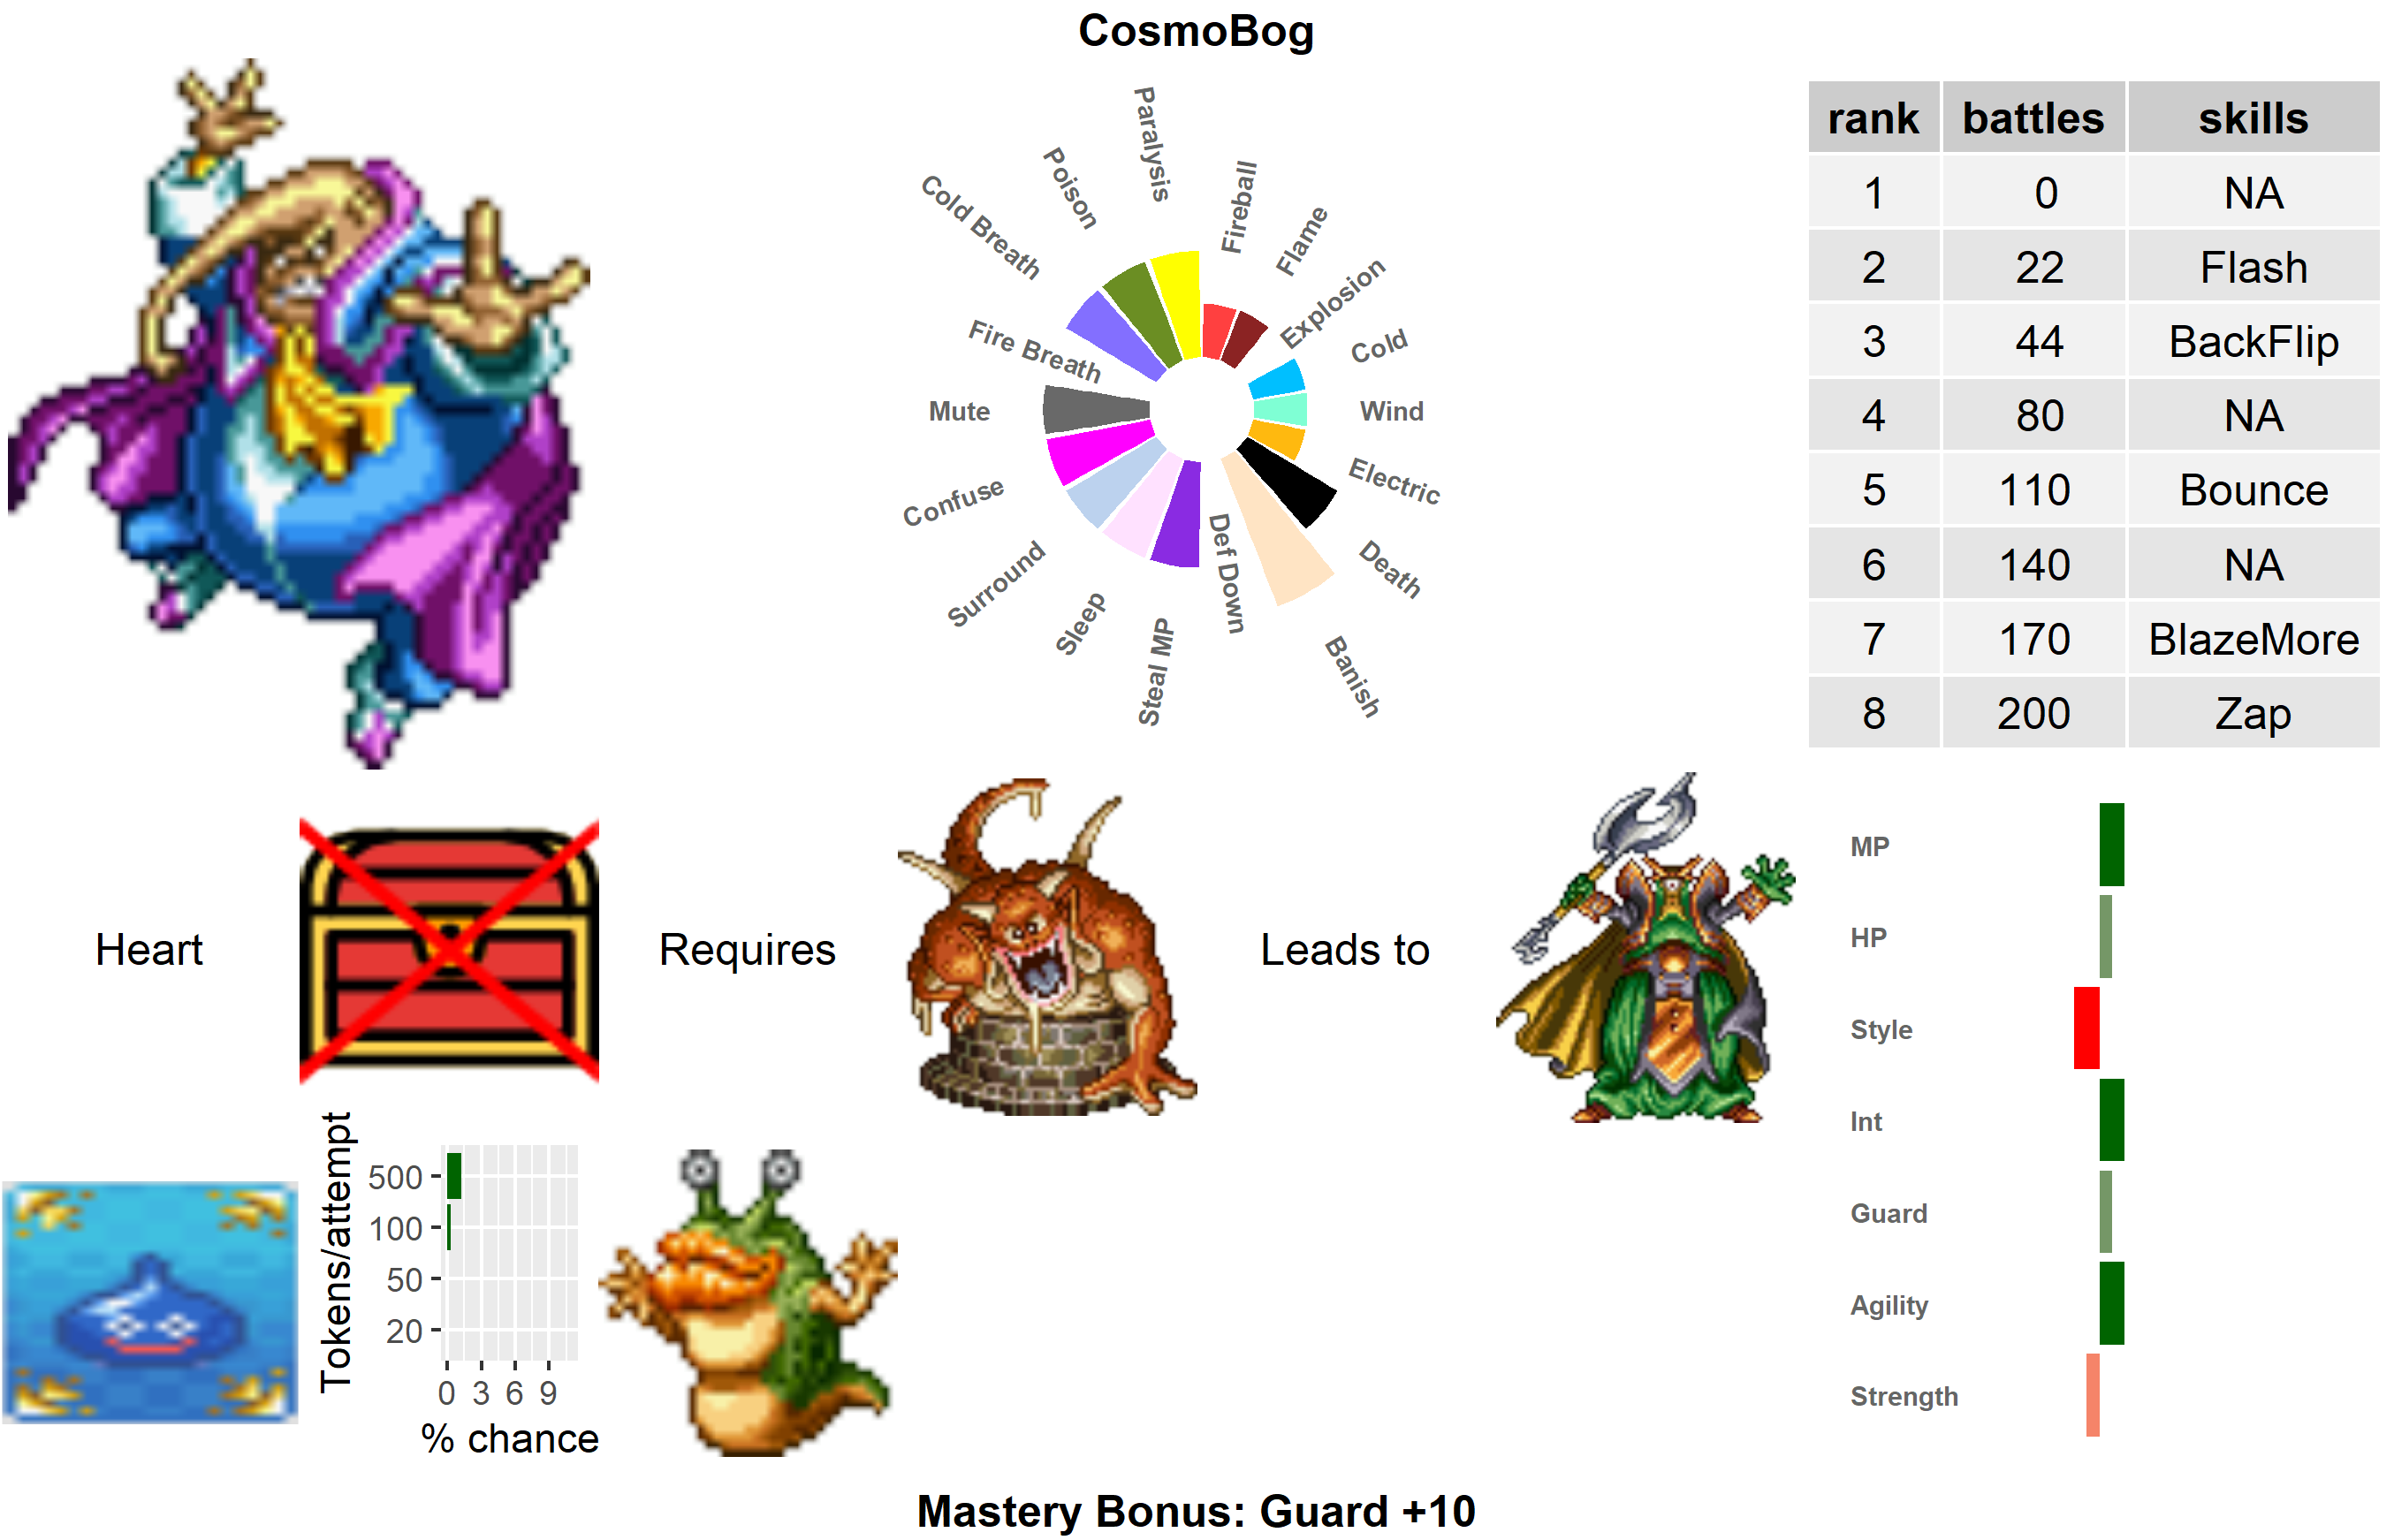 CosmoBog
Paralysis
Fireball
Flame
Explosion
Cold
Wind
Electric
Death
Banish
Def Down
Steal MP
Sleep
Surround
Confuse
Mute
Fire Breath
Cold Breath
Poison
rank battles skills
1 0 NA
2 22 Flash
3 44 BackFlip
4 80 NA
5 110 Bounce
6 140 NA
7 170 BlazeMore
8 200 Zap
Heart
Requires
Leads to
MP
HP
Style
Int
Guard
Agility
Strength
Tokens/attempt
500
100
50
20
0 3 6 9
% chance
Mastery Bonus: Guard +10